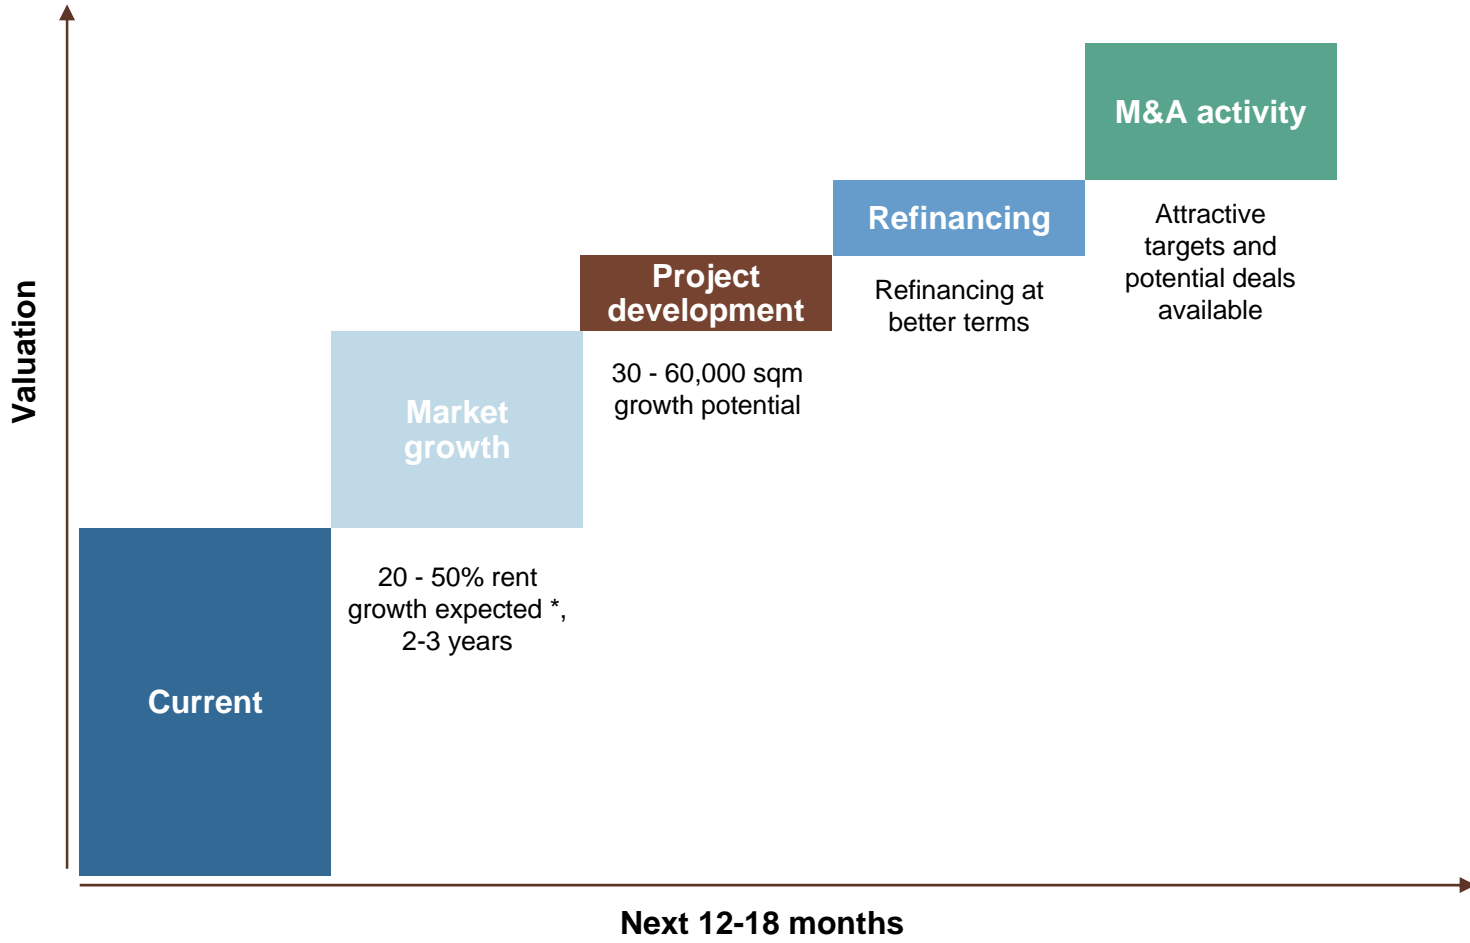 Valuation
Current
Market
growth
20 - 50% rent
growth expected *,
2-3 years
Project
development
30 - 60,000 sqm
growth potential
Refinancing
Refinancing at
better terms
M&A activity
Attractive
targets and
potential deals
available
Next 12-18 months